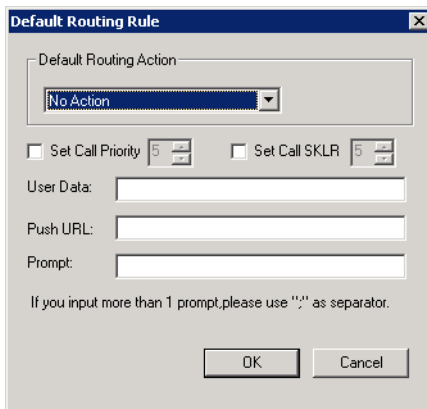 Default Routing Rule
Default Routing Action
No Action
Set Call Priority 5 Set Call SKLR 5
User Data:
Push URL:
Prompt:
If you input more than 1 prompt,please use ";" as separator.
OK Cancel